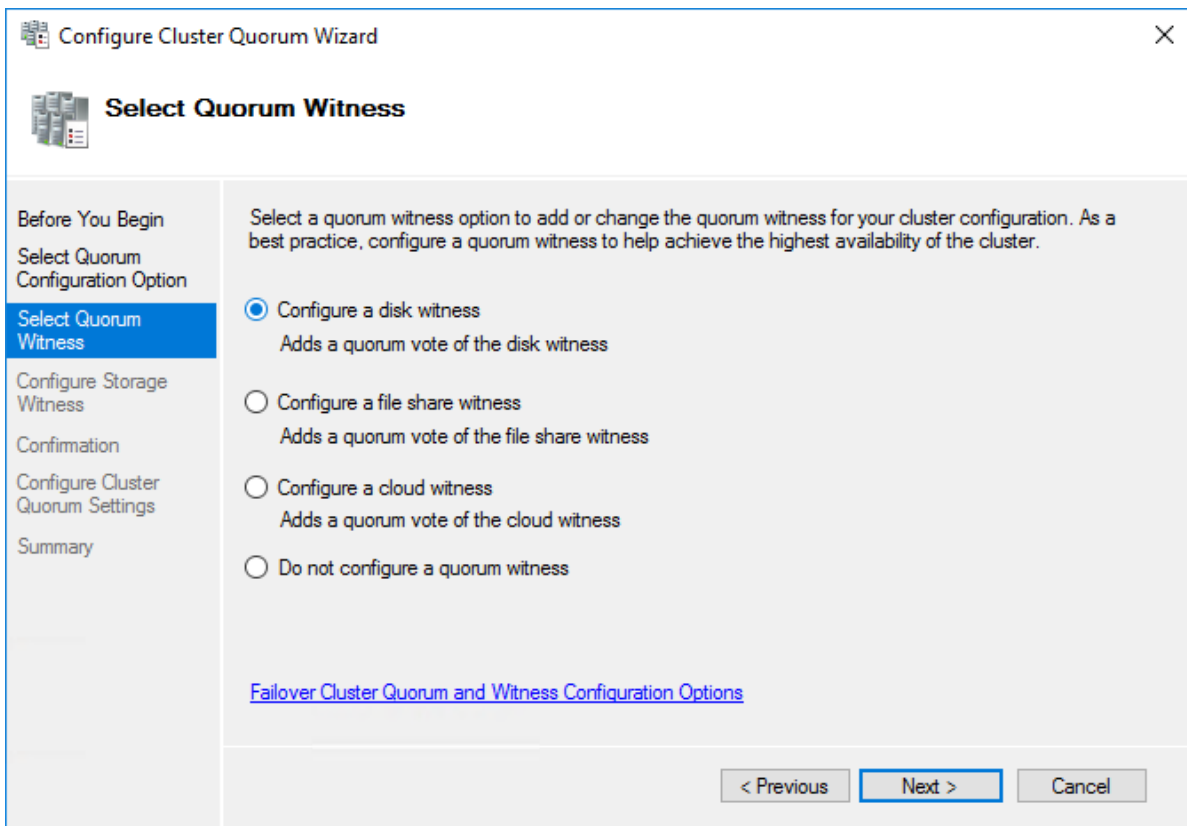 Configure Cluster Quorum Wizard
Select Quorum Witness
Before You Begin
Select Quorum
Configuration Option
Select Quorum
Witness
Configure Storage
Witness
Confirmation
Configure Cluster
Quorum Settings
Summary
Select a quorum witness option to add or change the quorum witness for your cluster configuration. As a
best practice, configure a quorum witness to help achieve the highest availability of the cluster.
Configure a disk witness
Adds a quorum vote of the disk witness
Configure a file share witness
Adds a quorum vote of the file share witness
Configure a cloud witness
Adds a quorum vote of the cloud witness
Do not configure a quorum witness
Failover Cluster Quorum and Witness Configuration Options
< Previous
Next >
Cancel